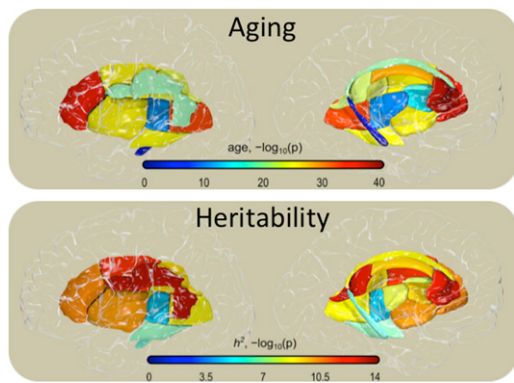 Aging
age, −log₁₀(p)
0 10 20 30 40
Heritability
h², −log₁₀(p)
0 3.5 7 10.5 14